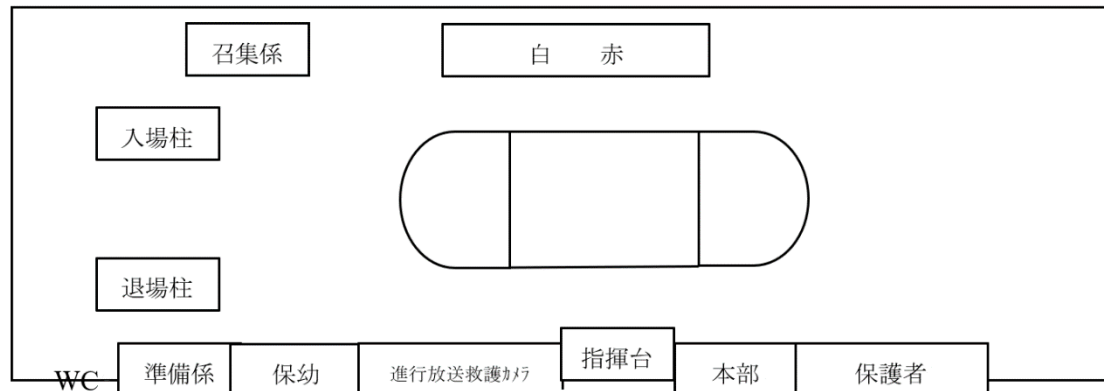 召集係
白　　赤
入場柱
退場柱
WC
準備係
保幼
進行放送救護ｶﾒﾗ
指揮台
本部
保護者